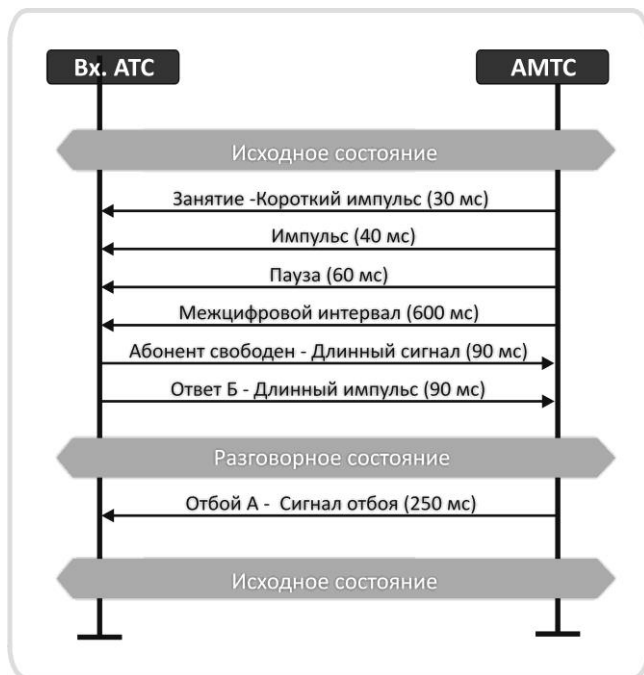 Вх. АТС
АМТС
Исходное состояние
Занятие -Короткий импульс (30 мс)
Импульс (40 мс)
Пауза (60 мс)
Межцифровой интервал (600 мс)
Абонент свободен - Длинный сигнал (90 мс)
Ответ Б - Длинный импульс (90 мс)
Разговорное состояние
Отбой А - Сигнал отбоя (250 мс)
Исходное состояние